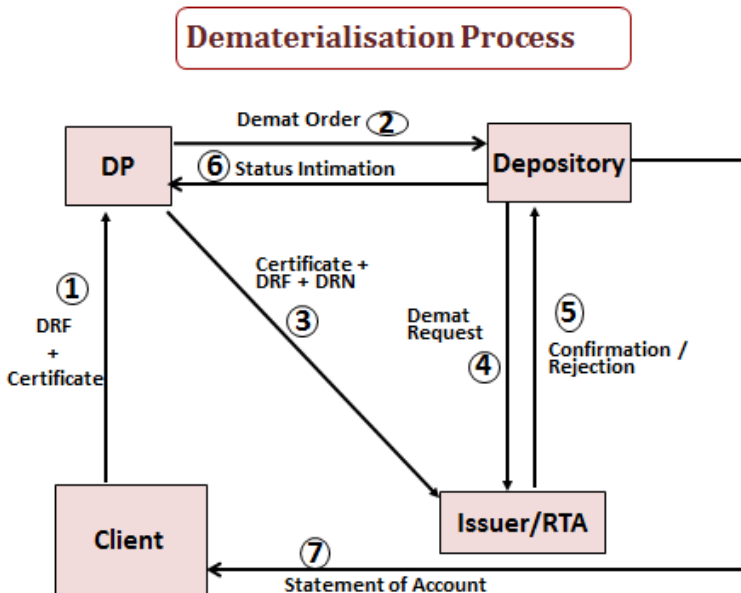 Dematerialisation Process
Demat Order 2
DP
6 Status Intimation
Depository
1
DRF
+
Certificate
Certificate +
DRF + DRN
3
Demat
Request
4
5
Confirmation /
Rejection
Client
Issuer/RTA
7
Statement of Account